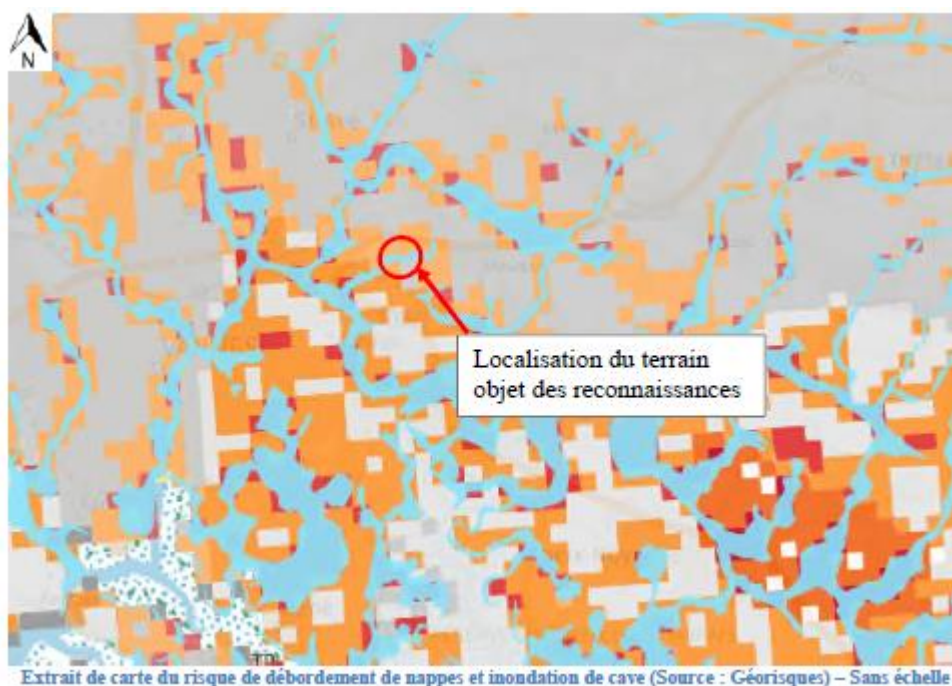 N
Localisation du terrain
objet des reconnaissances
Extrait de carte du risque de débordement de nappes et inondation de cave (Source : Géorisques) – Sans échelle